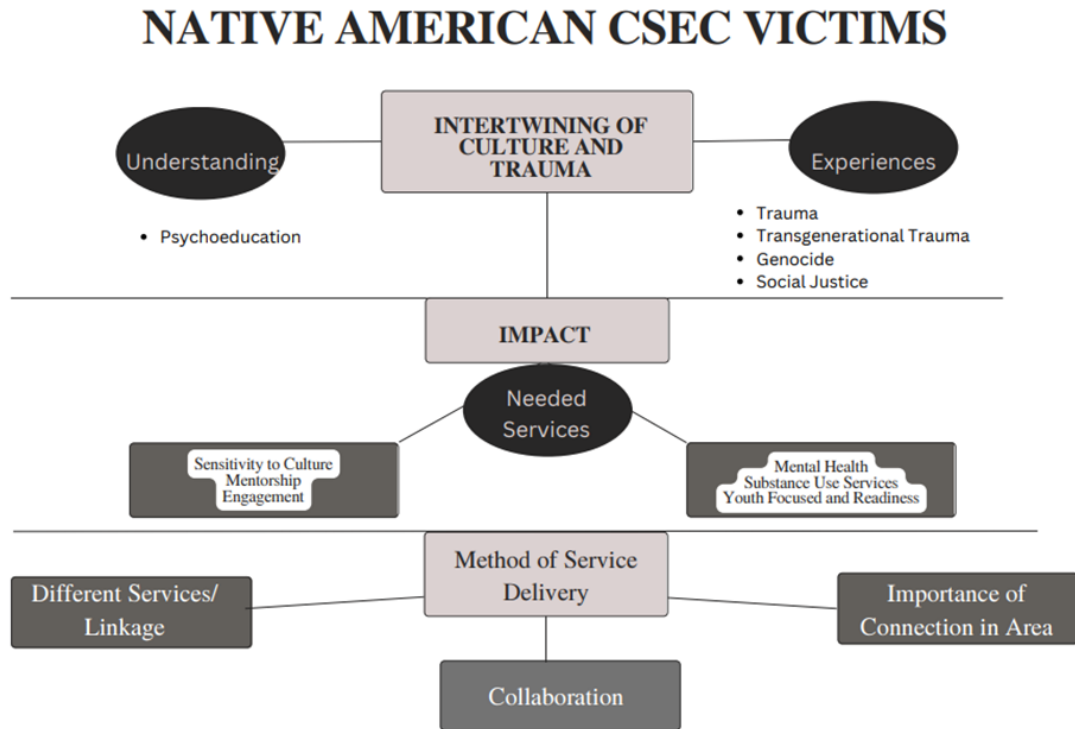 NATIVE AMERICAN CSEC VICTIMS
INTERTWINING OF
CULTURE AND
TRAUMA
Understanding
Experiences
• Psychoeducation
• Trauma
• Transgenerational Trauma
• Genocide
• Social Justice
IMPACT
Needed
Services
Sensitivity to Culture
Mentorship
Engagement
Mental Health
Substance Use Services
Youth Focused and Readiness
Method of Service
Delivery
Different Services/
Linkage
Importance of
Connection in Area
Collaboration